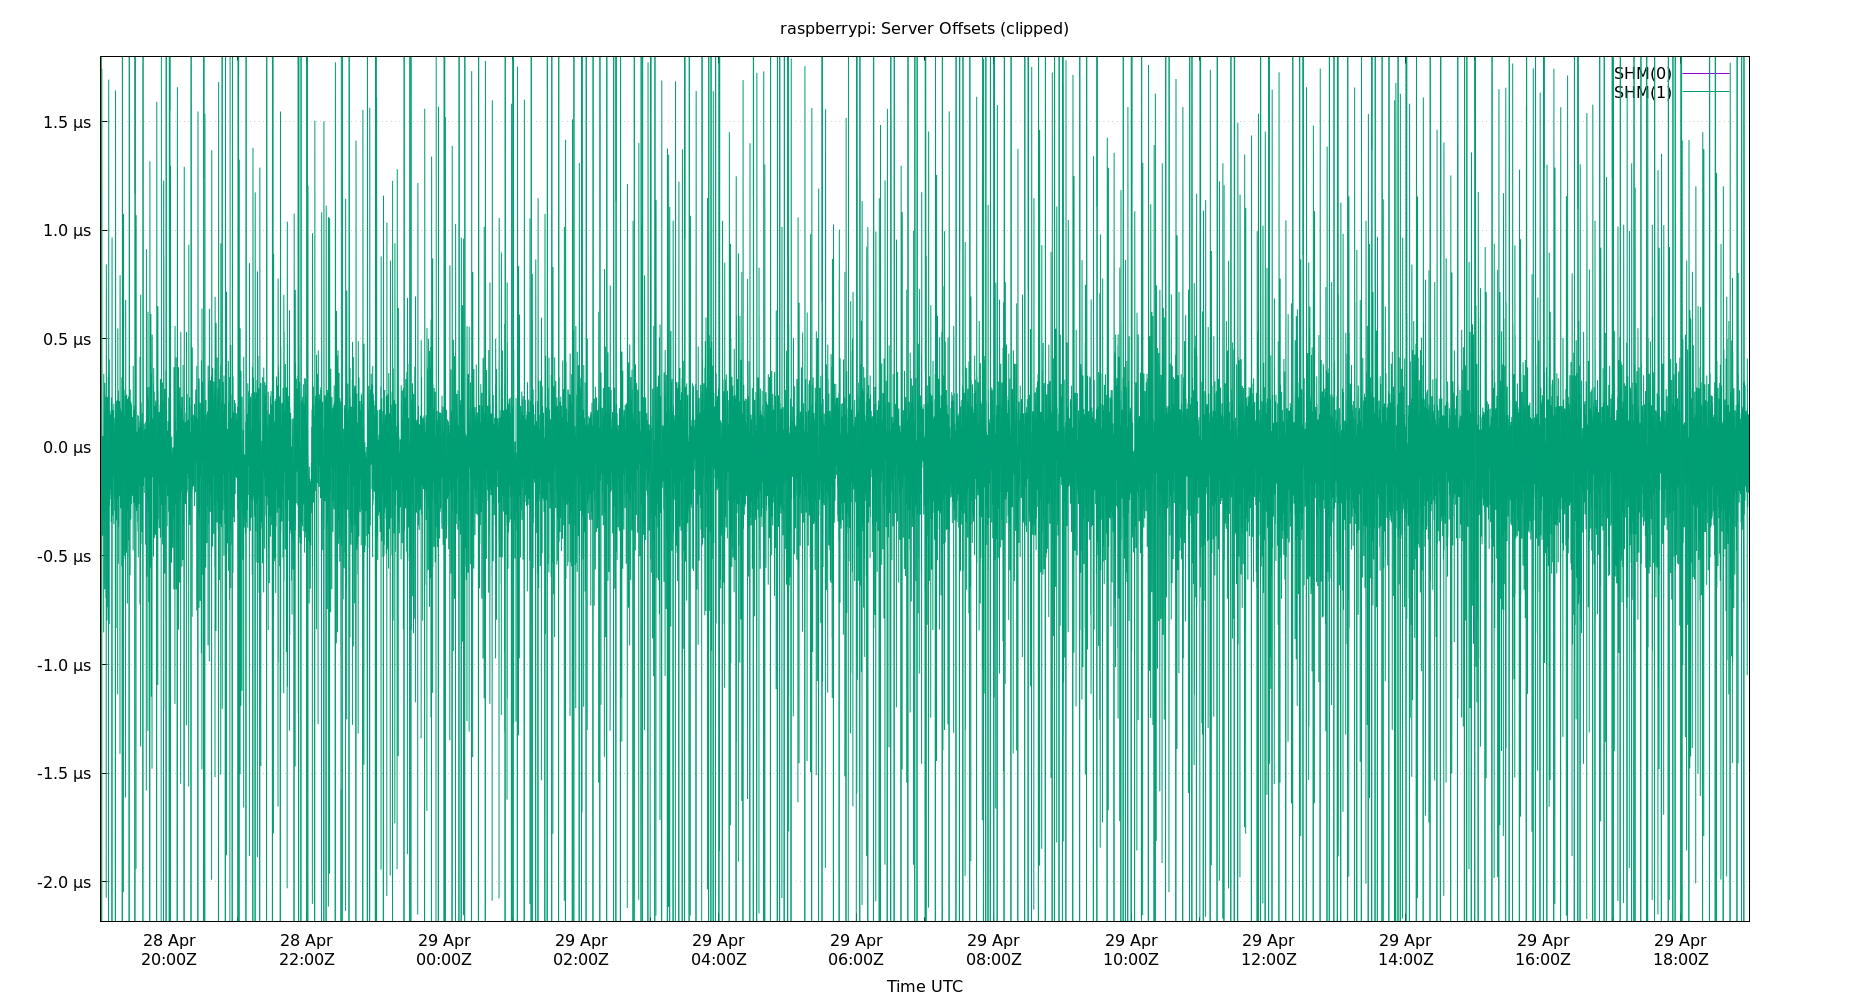 raspberrypi: Server Offsets (clipped)
SHM(0)
SHM(1)
1.5 µs
1.0 µs
0.5 µs
0.0 µs
-0.5 µs
-1.0 µs
-1.5 µs
-2.0 µs
28 Apr 28 Apr 29 Apr 29 Apr 29 Apr 29 Apr 29 Apr 29 Apr 29 Apr 29 Apr 29 Apr 29 Apr
20:00Z 22:00Z 00:00Z 02:00Z 04:00Z 06:00Z 08:00Z 10:00Z 12:00Z 14:00Z 16:00Z 18:00Z
Time UTC